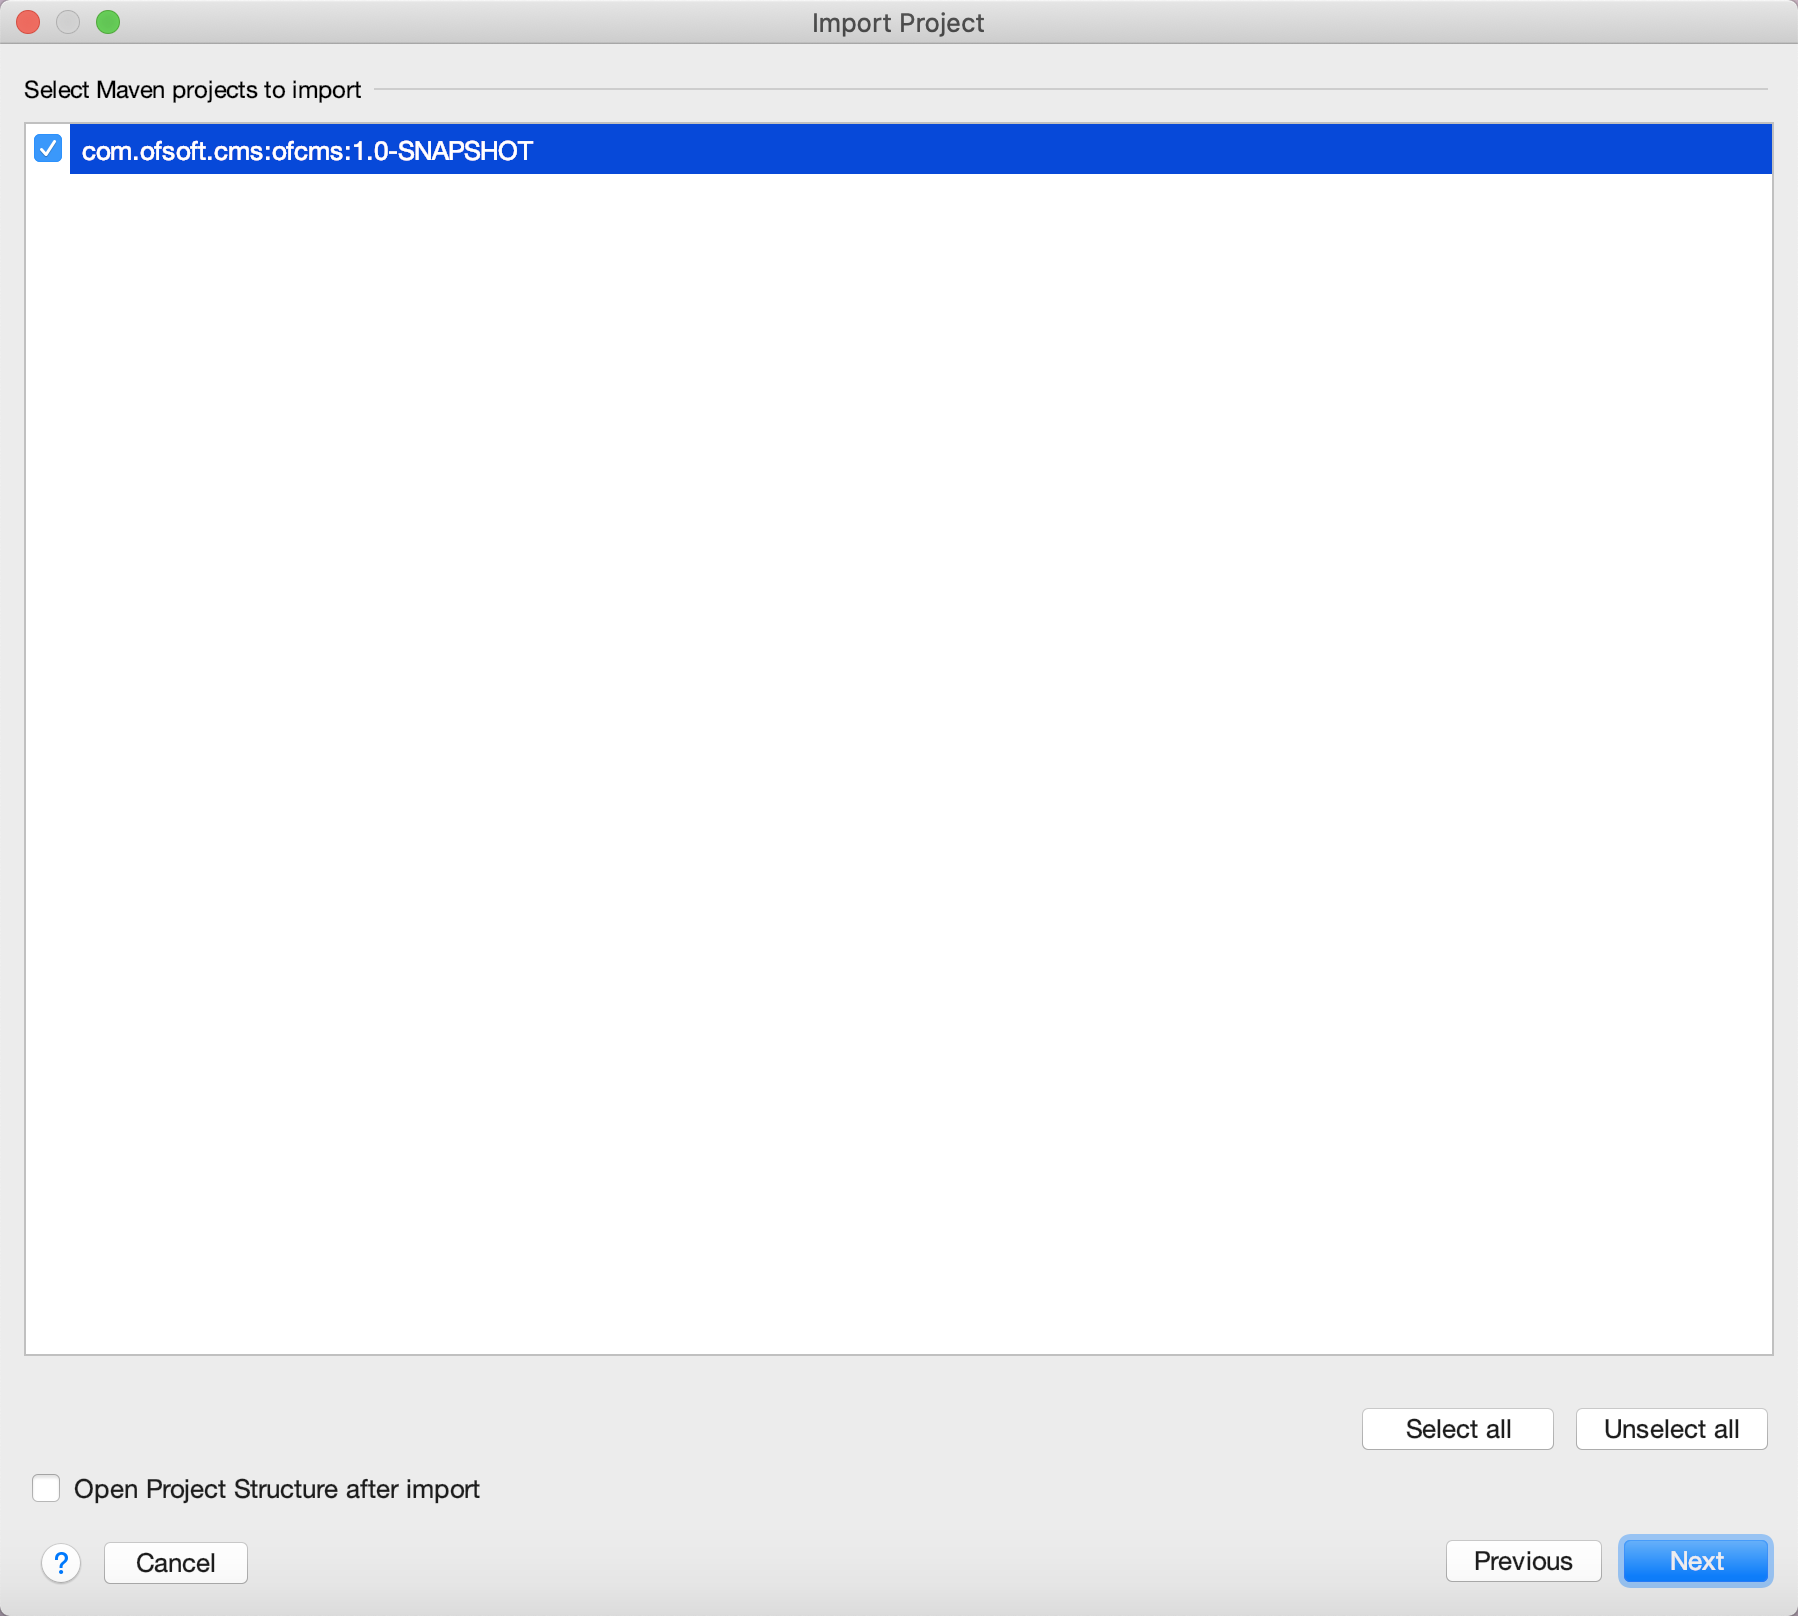 Import Project
Select Maven projects to import
com.ofsoft.cms:ofcms:1.0-SNAPSHOT
Select all Unselect all
Open Project Structure after import
? Cancel Previous Next